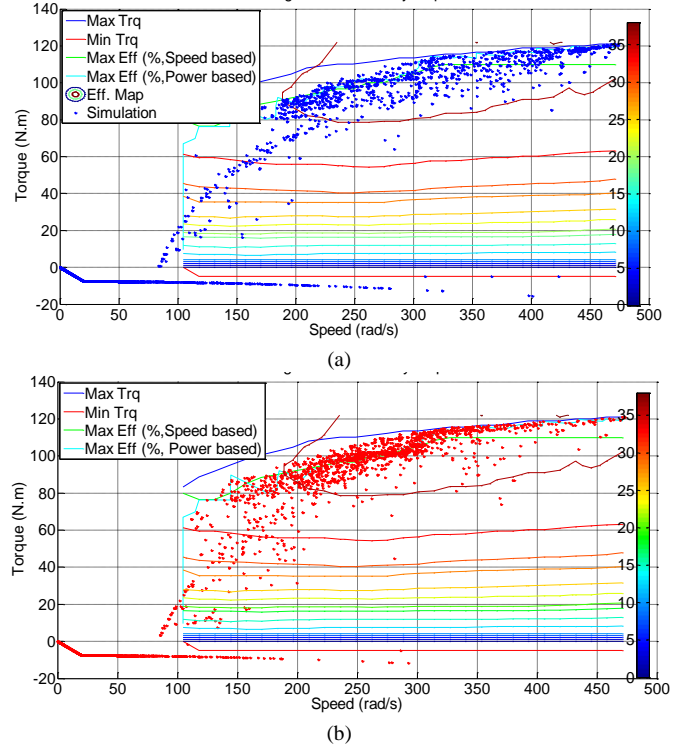 140
120
100
80
60
40
20
0
-20
Torque (N.m)
Max Trq
Min Trq
Max Eff (%,Speed based)
Max Eff (%,Power based)
Eff. Map
Simulation
35
30
25
20
15
10
5
0
0 50 100 150 200 250 300 350 400 450 500
Speed (rad/s)
(a)
140
120
100
80
60
40
20
0
-20
Torque (N.m)
Max Trq
Min Trq
Max Eff (%,Speed based)
Max Eff (%, Power based)
35
30
25
20
15
10
5
0
0 50 100 150 200 250 300 350 400 450 500
Speed (rad/s)
(b)